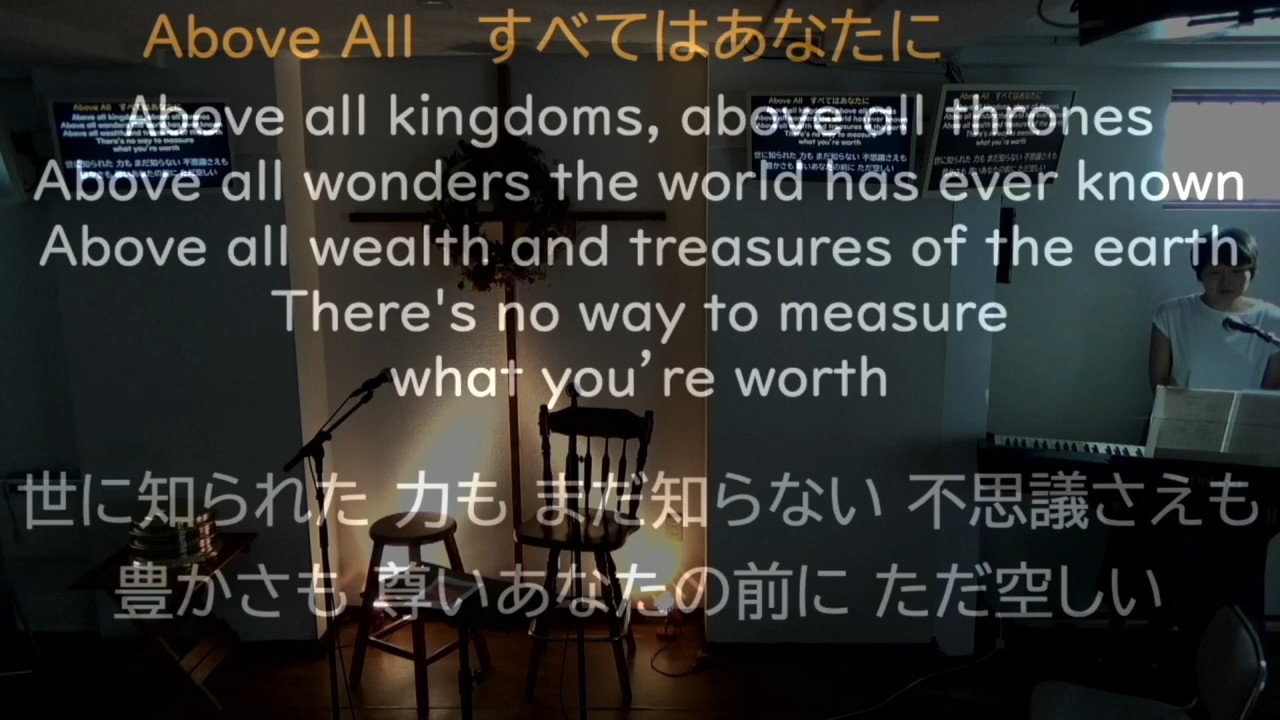 Above All すべてはあなたに
Above all kingdoms, above all thrones
Above all wonders the world has ever known
Above all wealth and treasures of the earth
There's no way to measure
what you’re worth
世に知られた 力も まだ知らない 不思議さえも
豊かさも 尊いあなたの前に ただ空しい